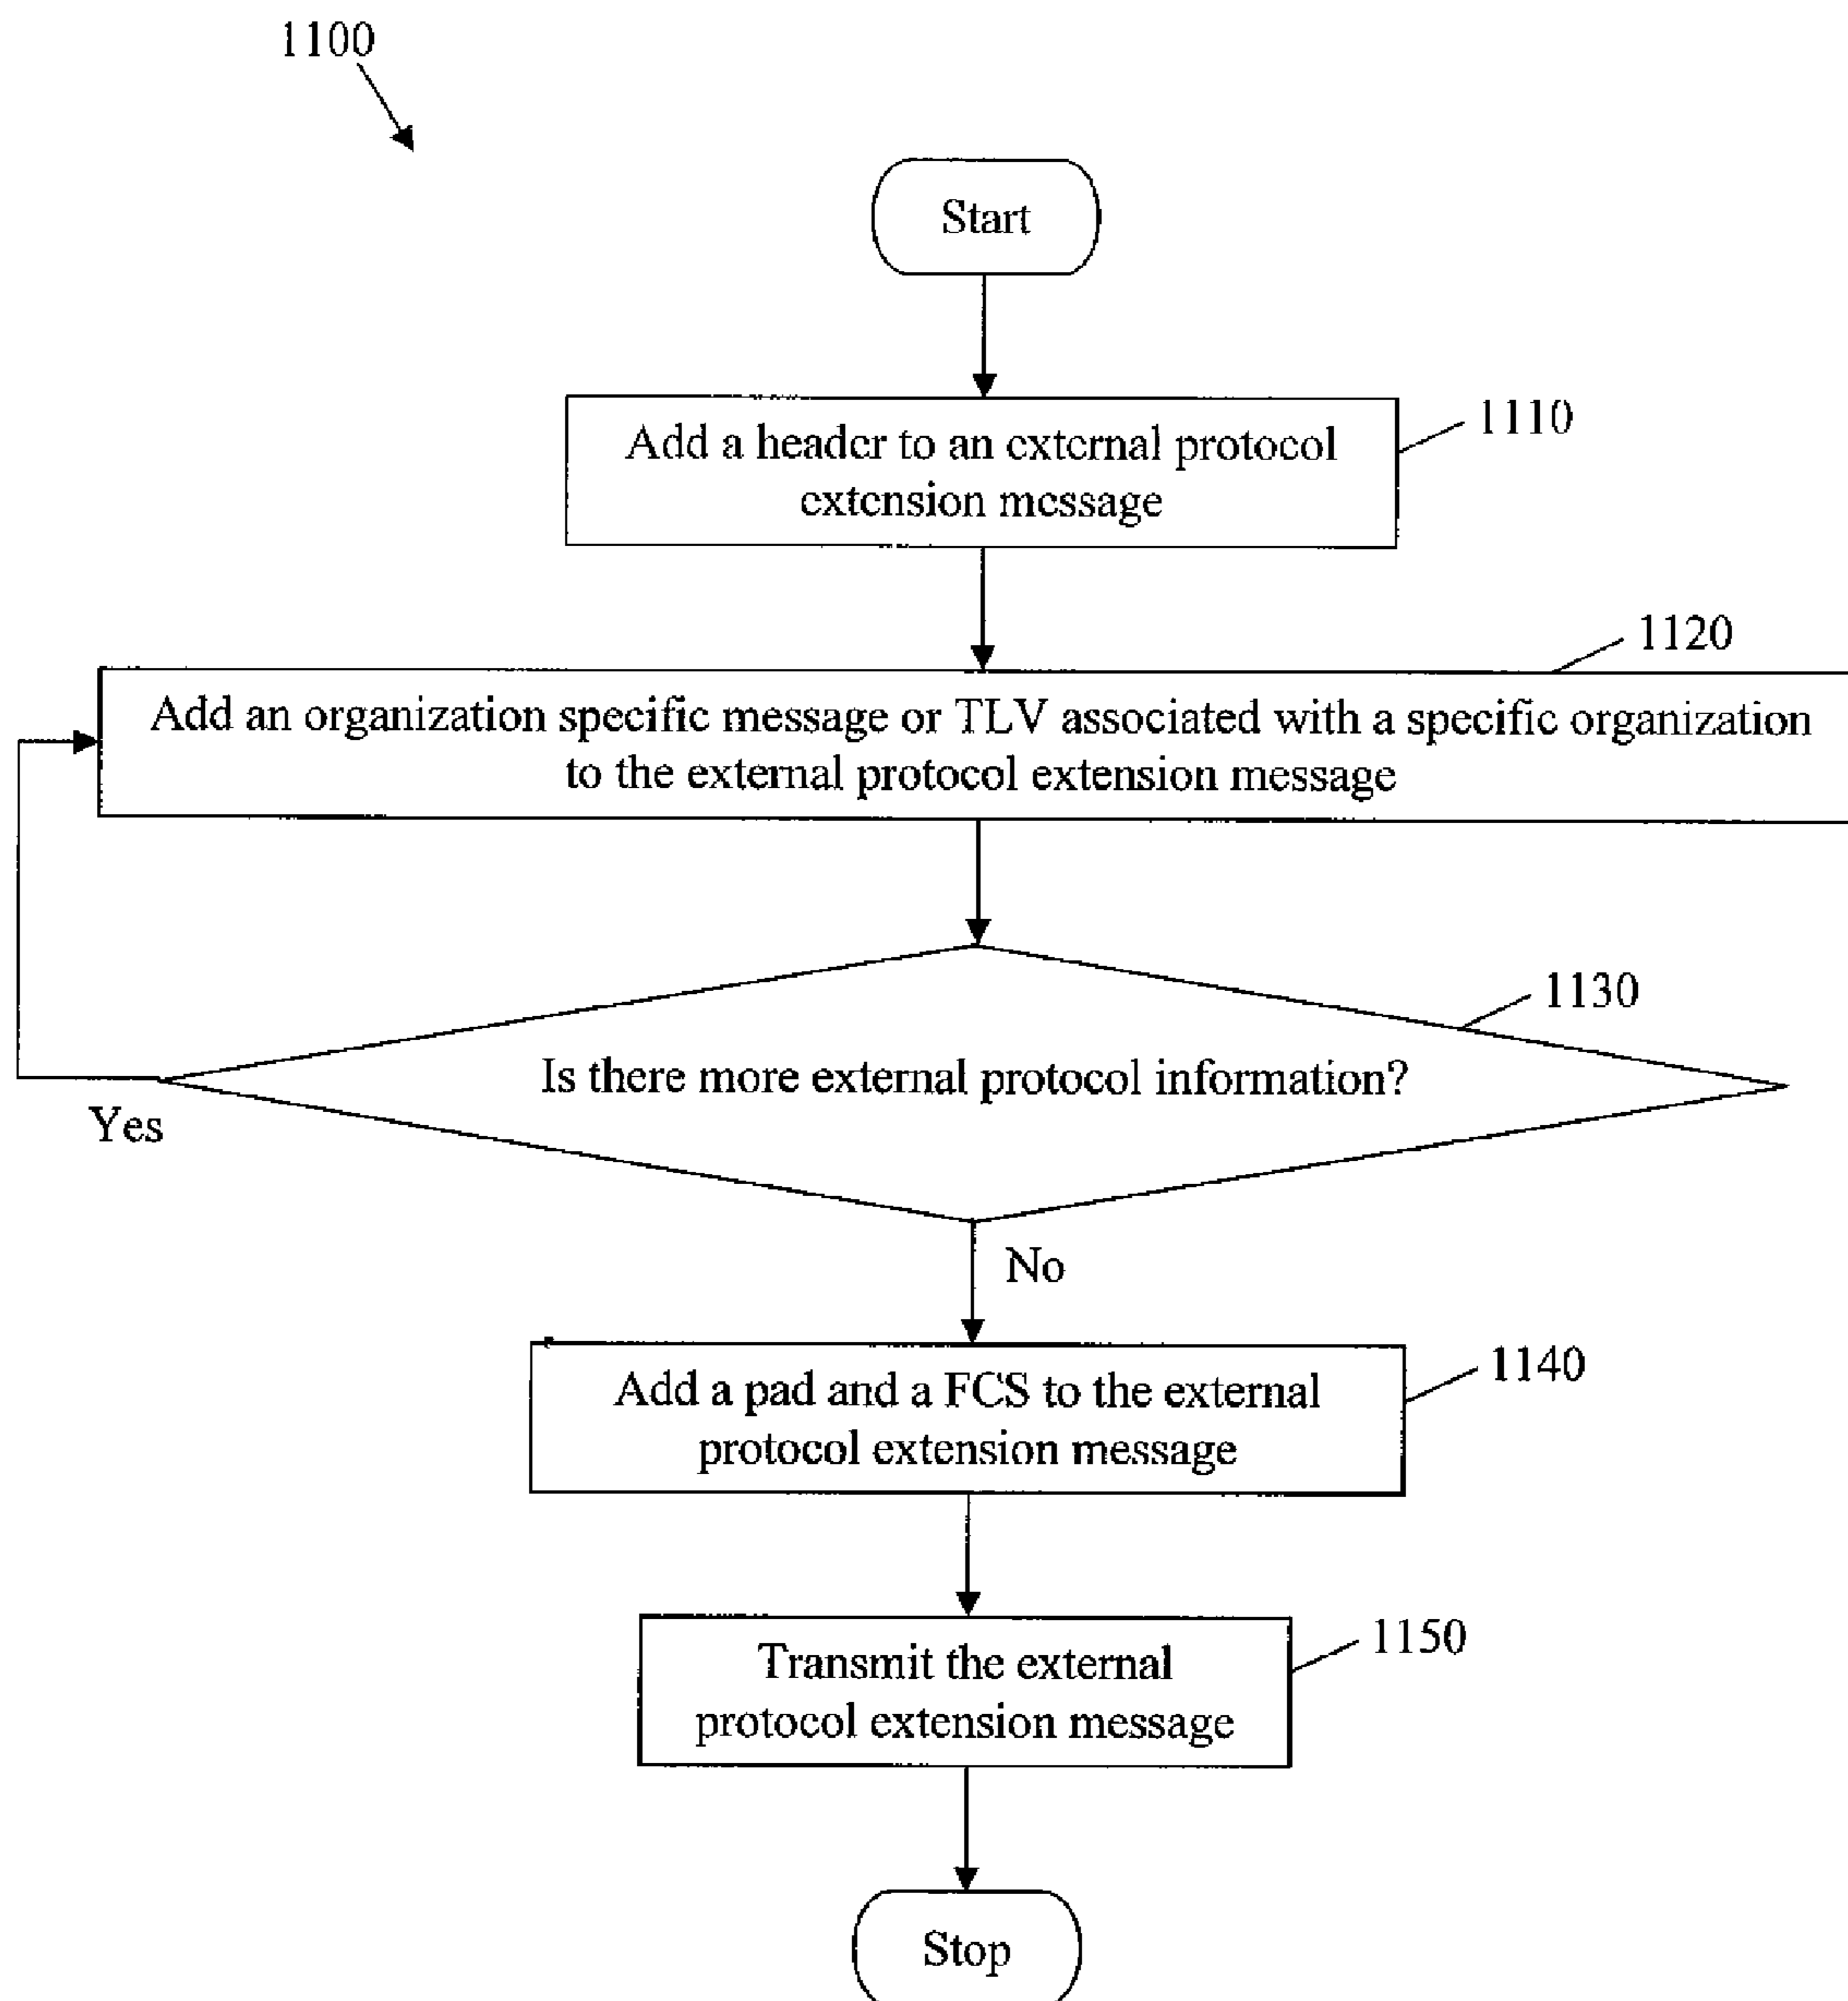 1100
Start
Add a header to an external protocol
extension message
1110
1120
Add an organization specific message or TLV associated with a specific organization
to the external protocol extension message
1130
Is there more external protocol information?
Yes
No
Add a pad and a FCS to the external
protocol extension message
1140
Transmit the external
protocol extension message
1150
Stop